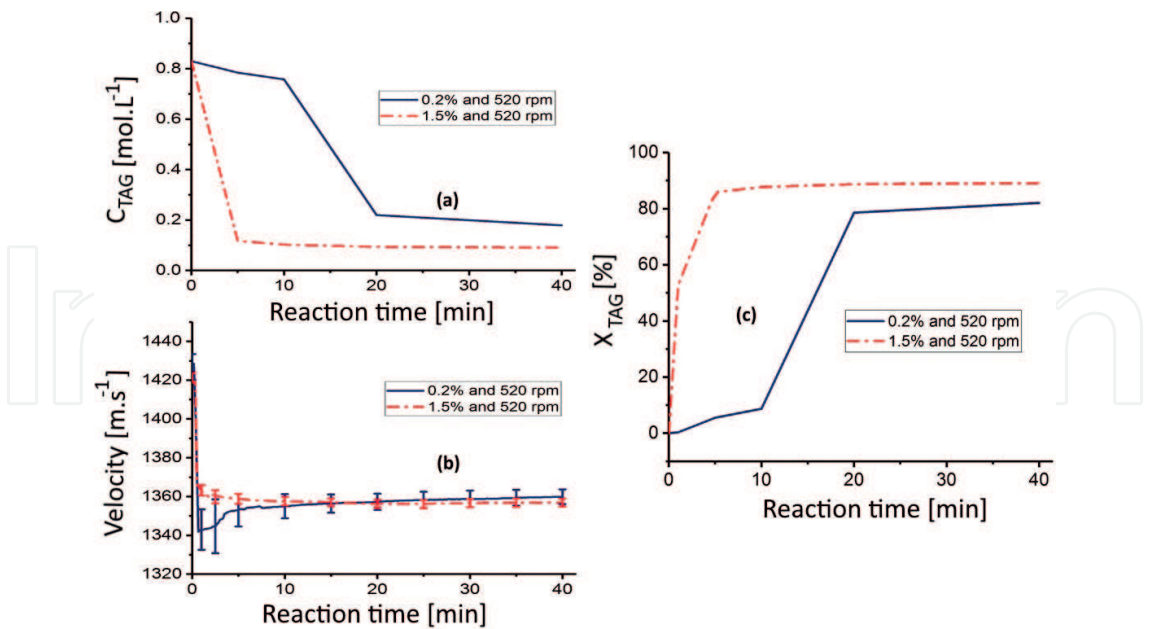 1.0
0.8
0.6
0.4
0.2
0.0
C_TAG [mol.L⁻¹]
0.2% and 520 rpm
1.5% and 520 rpm
(a)
0 10 20 30 40
Reaction time [min]
1440
1420
1400
1380
1360
1340
1320
Velocity [m.s⁻¹]
0.2% and 520 rpm
1.5% and 520 rpm
(b)
0 10 20 30 40
Reaction time [min]
100
80
60
40
20
0
X_TAG [%]
(c)
0.2% and 520 rpm
1.5% and 520 rpm
0 10 20 30 40
Reaction time [min]